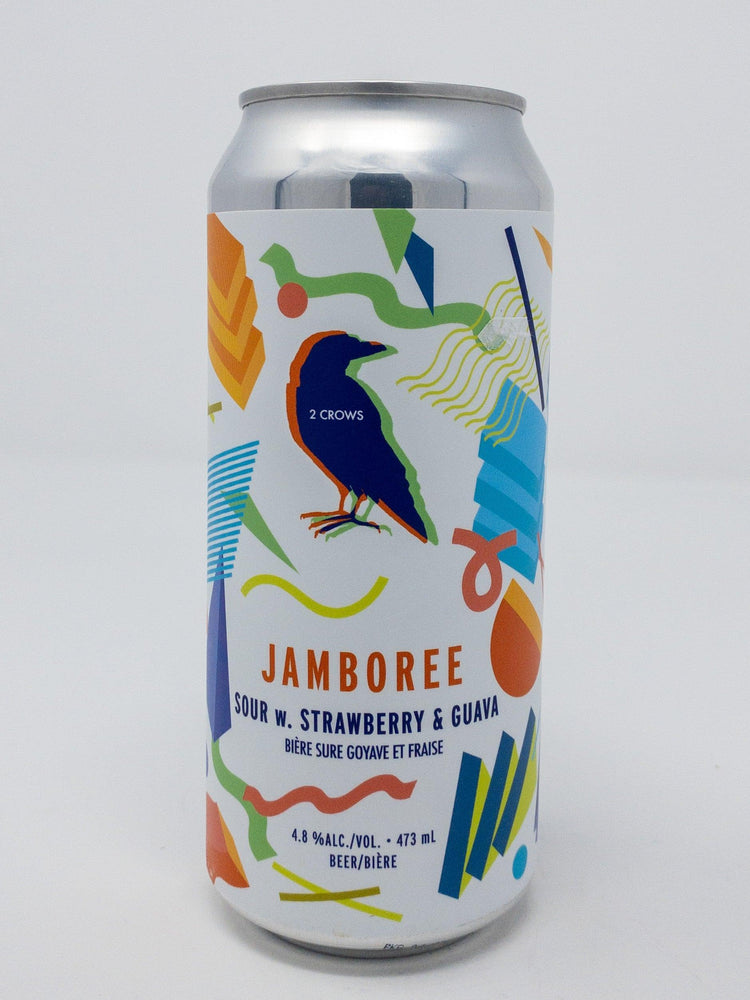 2 CROWS
JAMBOREE
SOUR w. STRAWBERRY & GUAVA
BIÈRE SURE GOYAVE ET FRAISE
4.8 %ALC./VOL. • 473 mL
BEER/BIÈRE